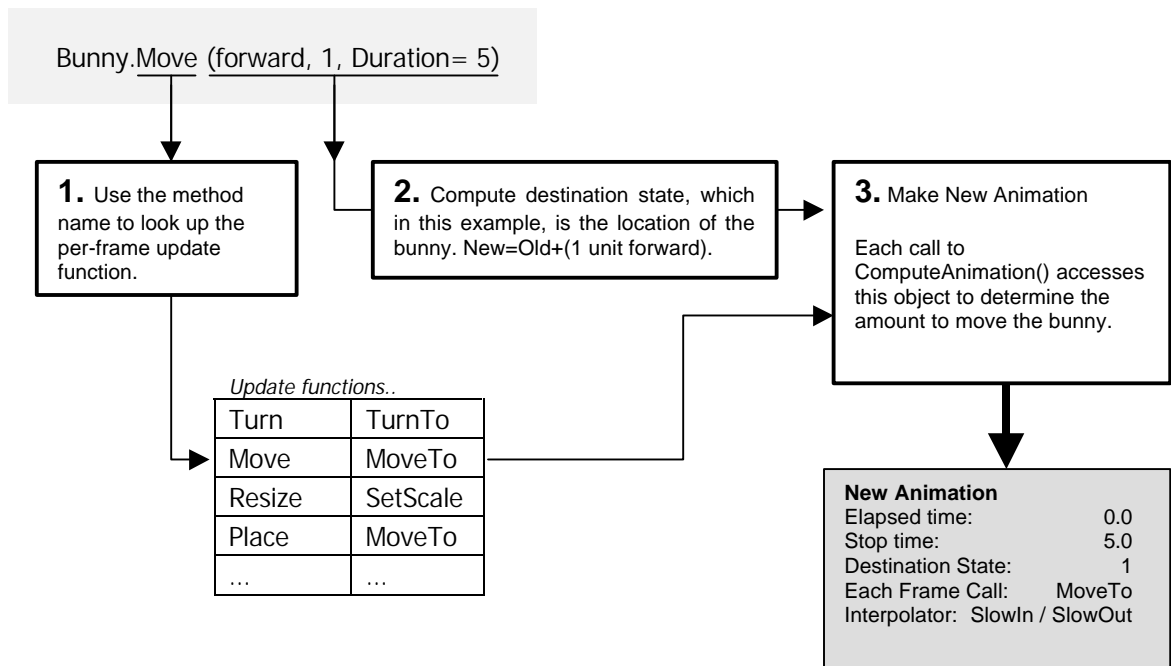 Bunny.Move (forward, 1, Duration= 5)
1. Use the method
name to look up the
per-frame update
function.
2. Compute destination state, which
in this example, is the location of the
bunny. New=Old+(1 unit forward).
3. Make New Animation
Each call to
ComputeAnimation() accesses
this object to determine the
amount to move the bunny.
Update functions..
Turn TurnTo
Move MoveTo
Resize SetScale
Place MoveTo
... ...
New Animation
Elapsed time: 0.0
Stop time: 5.0
Destination State: 1
Each Frame Call: MoveTo
Interpolator: SlowIn / SlowOut